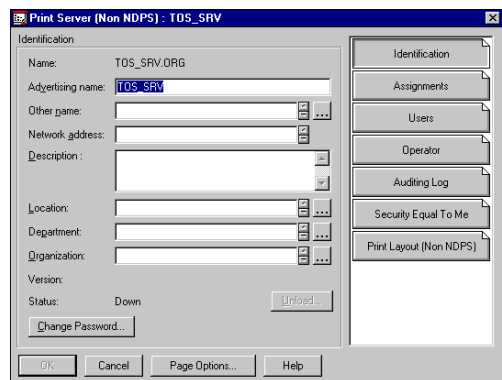 Print Server (Non NDPS) : TOS_SRV
Identification
Name: TOS_SRV.ORG
Advertising name: TOS_SRV
Other name:
Network address:
Description :
Location:
Department:
Organization:
Version:
Status: Down
Unload...
Change Password...
OK Cancel Page Options... Help
Identification
Assignments
Users
Operator
Auditing Log
Security Equal To Me
Print Layout (Non NDPS)